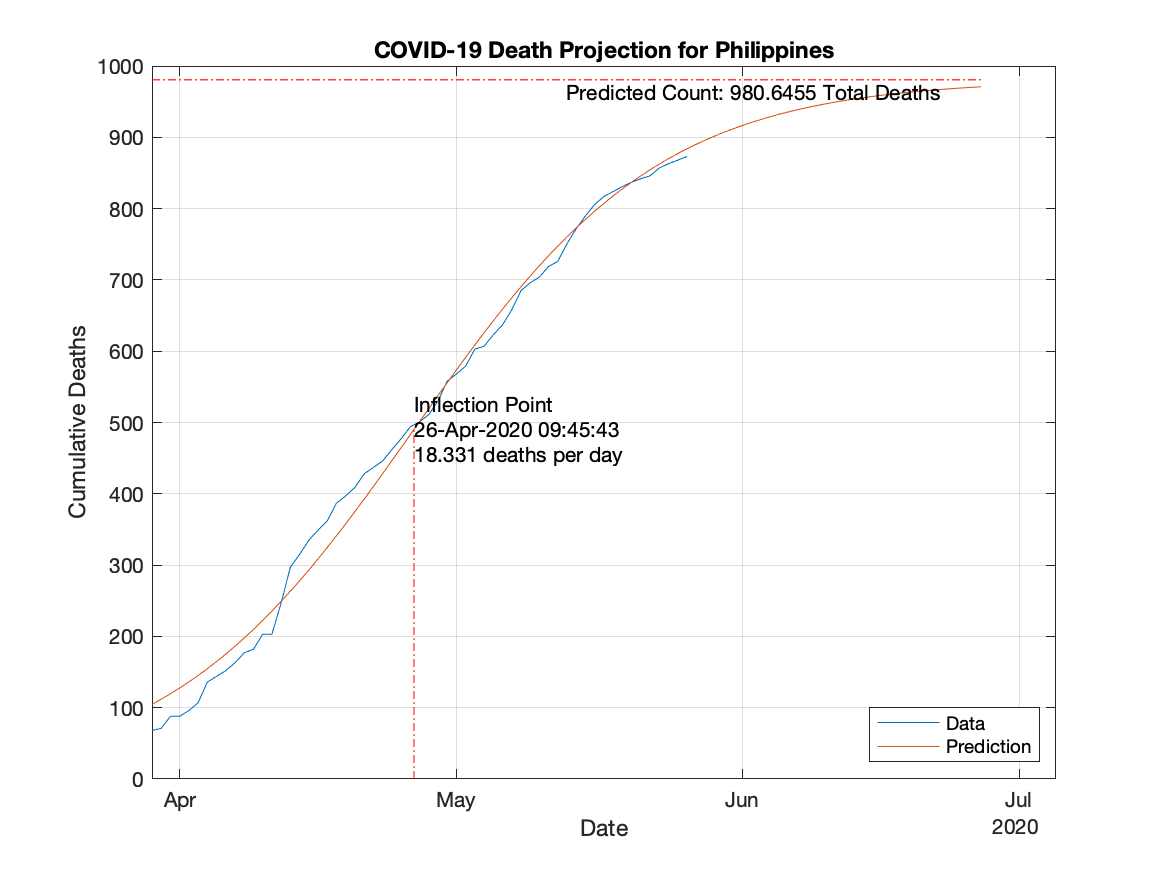 COVID-19 Death Projection for Philippines
1000
Predicted Count: 980.6455 Total Deaths
900
800
700
600
500
400
300
200
100
0
Cumulative Deaths
Inflection Point
26-Apr-2020 09:45:43
18.331 deaths per day
Data
Prediction
Apr
May
Jun
Jul
2020
Date